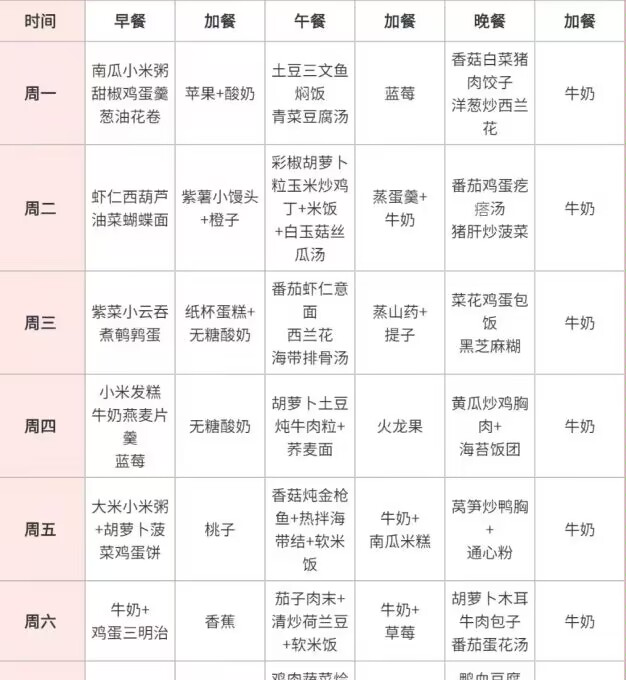 时间 早餐 加餐 午餐 加餐 晚餐 加餐
周一
南瓜小米粥
甜椒鸡蛋羹
葱油花卷
苹果+酸奶
土豆三文鱼
焖饭
青菜豆腐汤
蓝莓
香菇白菜猪
肉饺子
洋葱炒西兰
花
牛奶
周二
虾仁西葫芦
油菜蝴蝶面
紫薯小馒头
+橙子
彩椒胡萝卜
粒玉米炒鸡
丁+米饭
+白玉菇丝
瓜汤
蒸蛋羹+
牛奶
番茄鸡蛋疙
瘩汤
猪肝炒菠菜
牛奶
周三
紫菜小云吞
煮鹌鹑蛋
纸杯蛋糕+
无糖酸奶
番茄虾仁意
面
西兰花
海带排骨汤
蒸山药+
提子
菜花鸡蛋包
饭
黑芝麻糊
牛奶
周四
小米发糕
牛奶燕麦片
羹
蓝莓
无糖酸奶
胡萝卜土豆
炖牛肉粒+
荞麦面
火龙果
黄瓜炒鸡胸
肉+
海苔饭团
牛奶
周五
大米小米粥
+胡萝卜菠
菜鸡蛋饼
桃子
香菇炖金枪
鱼+热拌海
带结+软米
饭
牛奶+
南瓜米糕
莴笋炒鸭胸
+
通心粉
牛奶
周六
牛奶+
鸡蛋三明治
香蕉
茄子肉末+
清炒荷兰豆
+软米饭
牛奶+
草莓
胡萝卜木耳
牛肉包子
番茄蛋花汤
牛奶
鸡肉蔬菜烩
鸭血豆腐